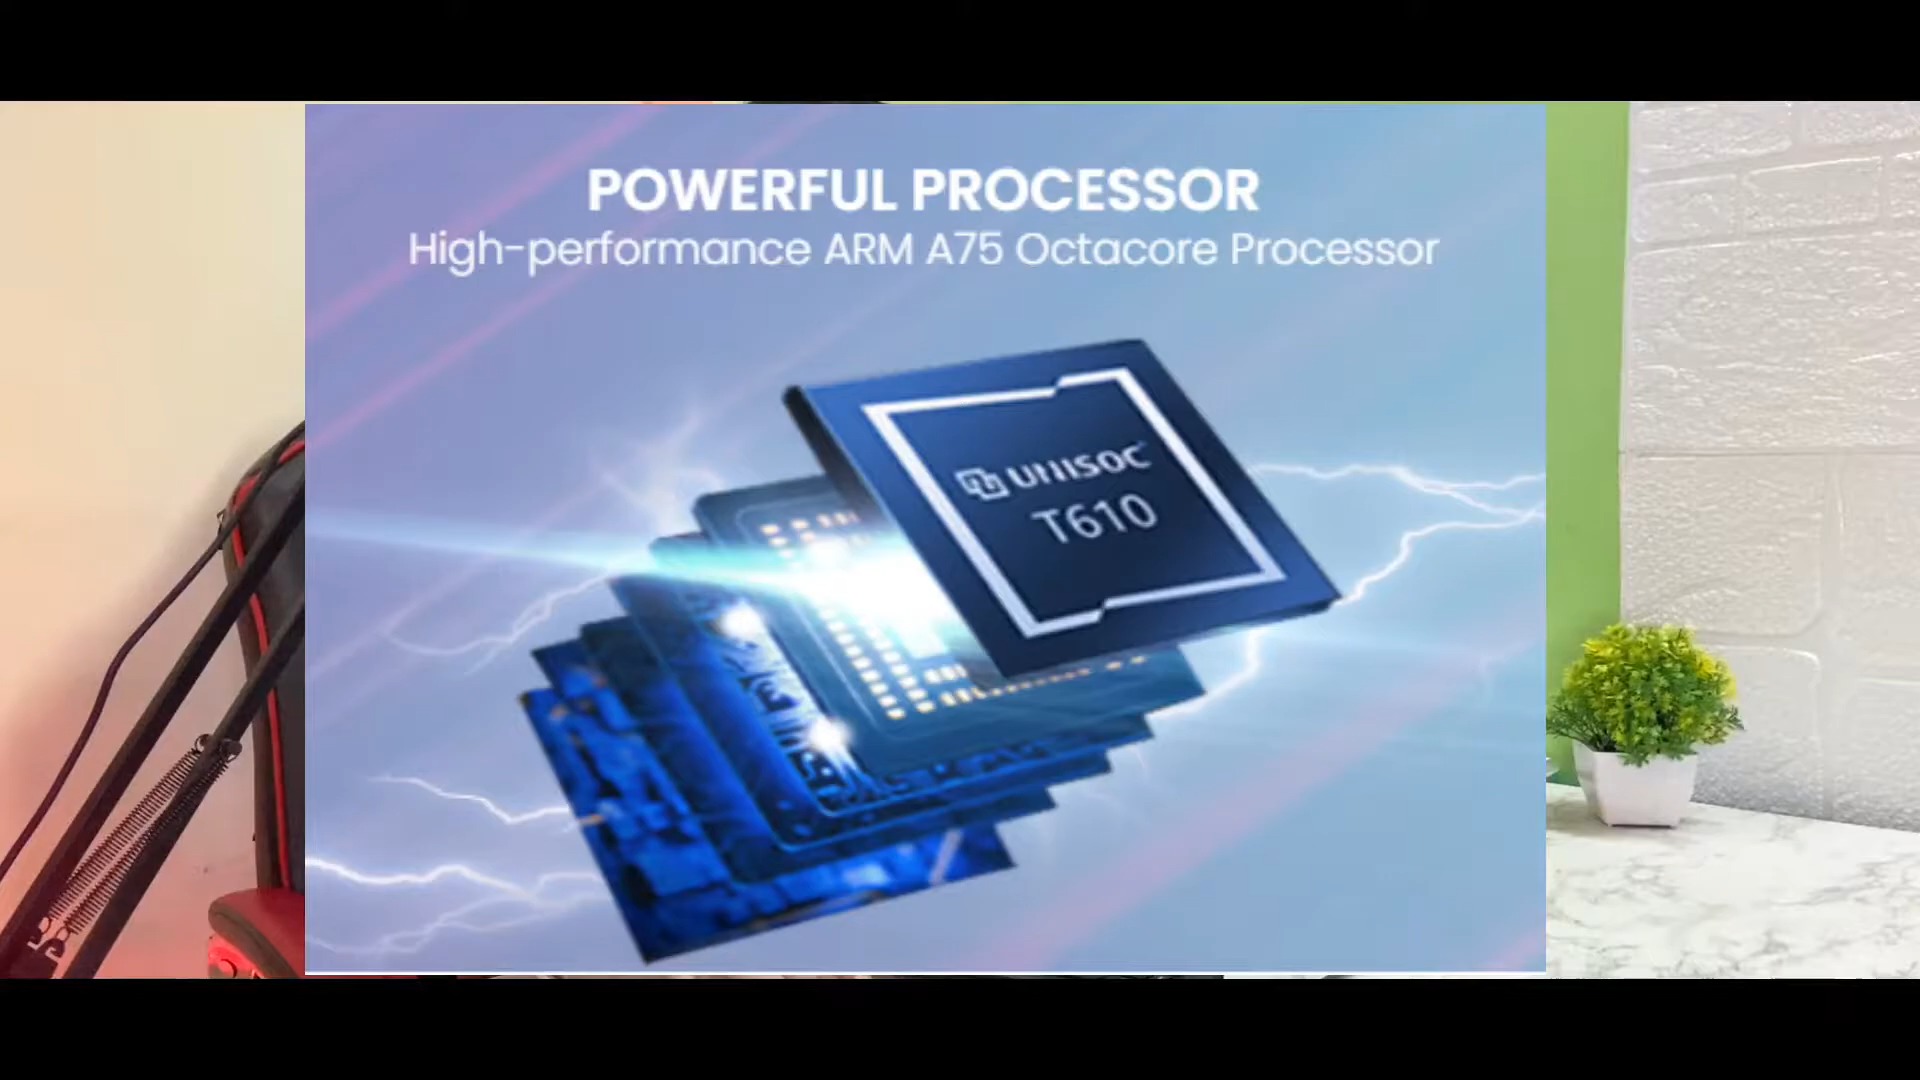 POWERFUL PROCESSOR
High-performance ARM A75 Octacore Processor
UNISOC
T610